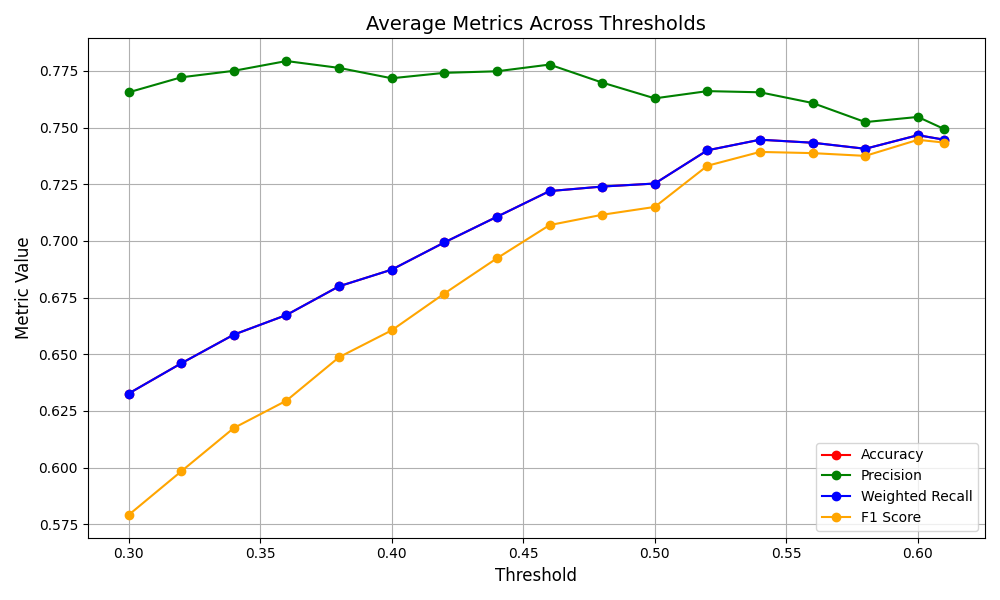 Average Metrics Across Thresholds
Metric Value
0.775
0.750
0.725
0.700
0.675
0.650
0.625
0.600
0.575
0.30
0.35
0.40
0.45
0.50
0.55
0.60
Threshold
Accuracy
Precision
Weighted Recall
F1 Score